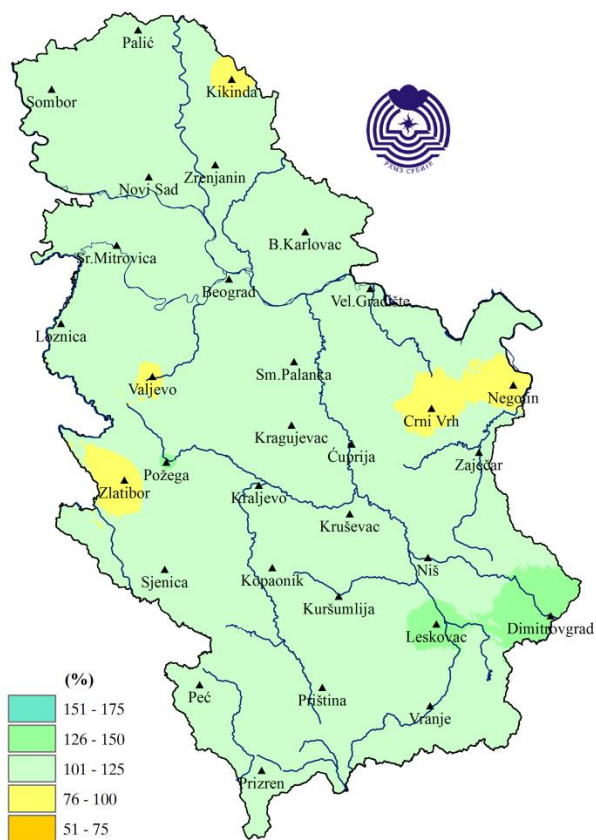 Palić
Kikinda
Sombor
Zrenjanin
Novi Sad
B.Karlovac
Sr.Mitrovica
Beograd
Vel.Gradište
Loznica
Sm.Palanka
Valjevo
Negotin
Crni Vrh
Kragujevac
Ćuprija
Zaječar
Požega
Zlatibor
Kraljevo
Kruševac
Niš
Sjenica
Kopaonik
Kuršumlija
Leskovac
Dimitrovgrad
Peć
Priština
Vranje
Prizren
РХМЗ СРБИЈЕ
(%)
151 - 175
126 - 150
101 - 125
76 - 100
51 - 75